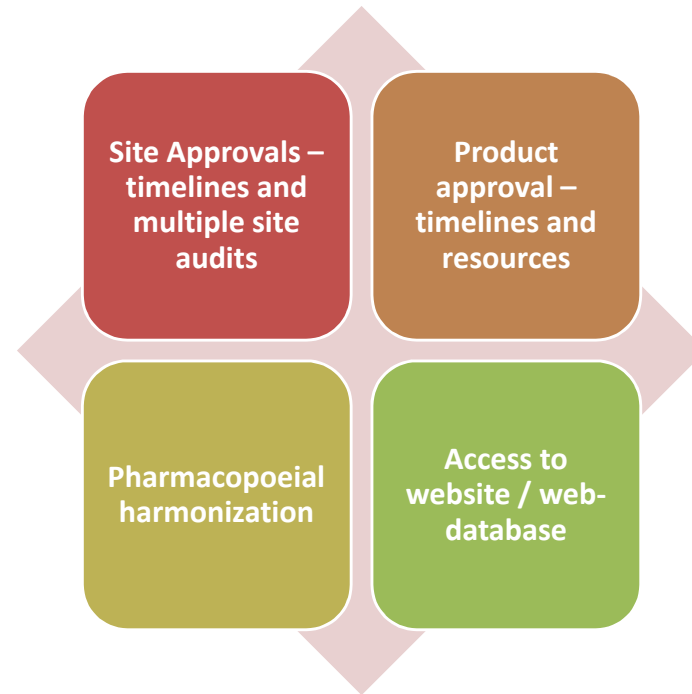 Site Approvals –
timelines and
multiple site
audits
Product
approval –
timelines and
resources
Pharmacopoeial
harmonization
Access to
website / web-
database